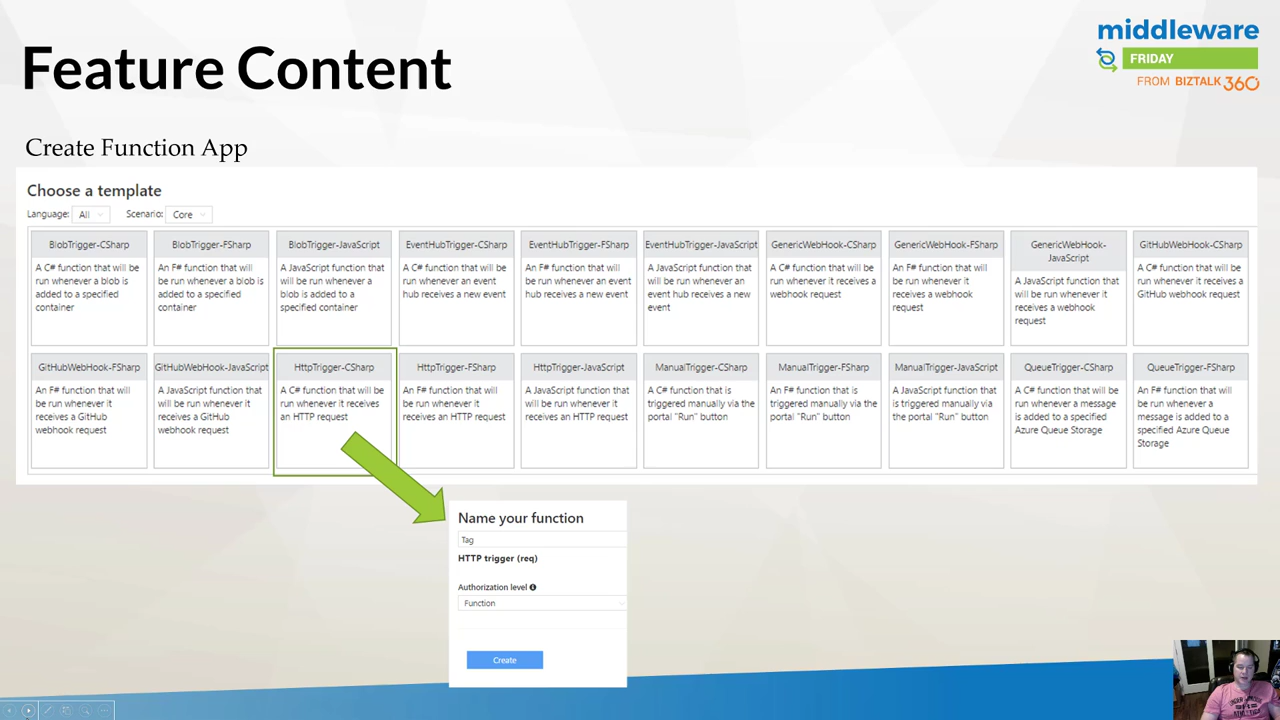 Feature Content
middleware
FRIDAY
FROM BIZTALK 360
Create Function App
Choose a template
Language: All Scenario: Core
BlobTrigger-CSharp
A C# function that will
be run whenever a blob is
added to a specified
container
BlobTrigger-FSharp
An F# function that will
be run whenever a blob is
added to a specified
container
BlobTrigger-JavaScript
A JavaScript function that
will be run whenever a
blob is added to a
specified container
EventHubTrigger-CSharp
A C# function that will be
run whenever an event
hub receives a new event
EventHubTrigger-FSharp
An F# function that will
be run whenever an event
hub receives a new event
EventHubTrigger-JavaScript
A JavaScript function that
will be run whenever an
event hub receives a new
event
GenericWebHook-CSharp
A C# function that will be
run whenever it receives a
webhook request
GenericWebHook-FSharp
An F# function that will
be run whenever it
receives a webhook
request
GenericWebHook-
JavaScript
A JavaScript function that
will be run whenever it
receives a webhook
request
GitHubWebHook-CSharp
A C# function that will be
run whenever it receives a
GitHub webhook request
GitHubWebHook-FSharp
An F# function that will
be run whenever it
receives a GitHub
webhook request
GitHubWebHook-JavaScript
A JavaScript function that
will be run whenever it
receives a GitHub
webhook request
HttpTrigger-CSharp
A C# function that will be
run whenever it receives
an HTTP request
HttpTrigger-FSharp
An F# function that will
be run whenever it
receives an HTTP request
HttpTrigger-JavaScript
A JavaScript function that
will be run whenever it
receives an HTTP request
ManualTrigger-CSharp
A C# function that is
triggered manually via the
portal "Run" button
ManualTrigger-FSharp
An F# function that is
triggered manually via the
portal "Run" button
ManualTrigger-JavaScript
A JavaScript function that
is triggered manually via
the portal "Run" button
QueueTrigger-CSharp
A C# function that will be
run whenever a message
is added to a specified
Azure Queue Storage
QueueTrigger-FSharp
An F# function that will
be run whenever a
message is added to a
specified Azure Queue
Storage
Name your function
Tag
HTTP trigger (req)
Authorization level
Function
Create